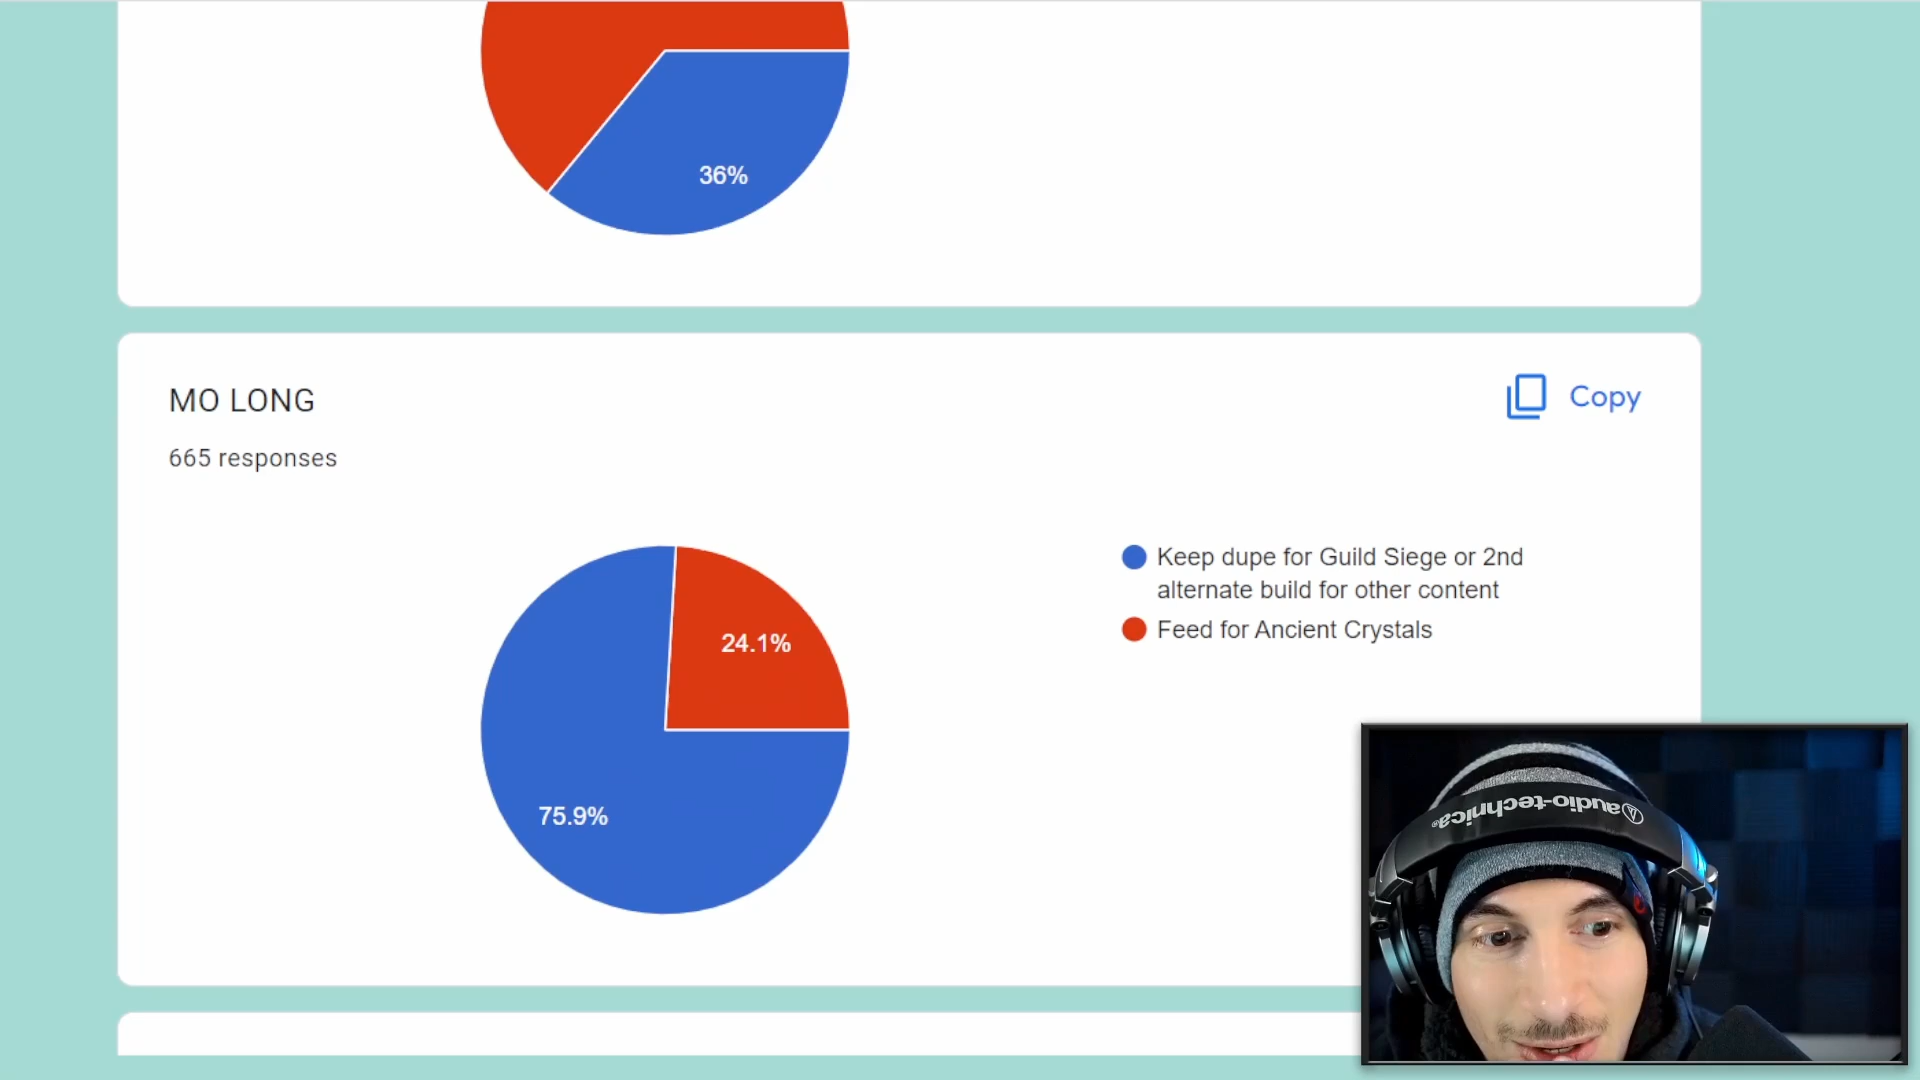 36%
MO LONG
Copy
665 responses
Keep dupe for Guild Siege or 2nd
alternate build for other content
Feed for Ancient Crystals
24.1%
75.9%
audio-technica